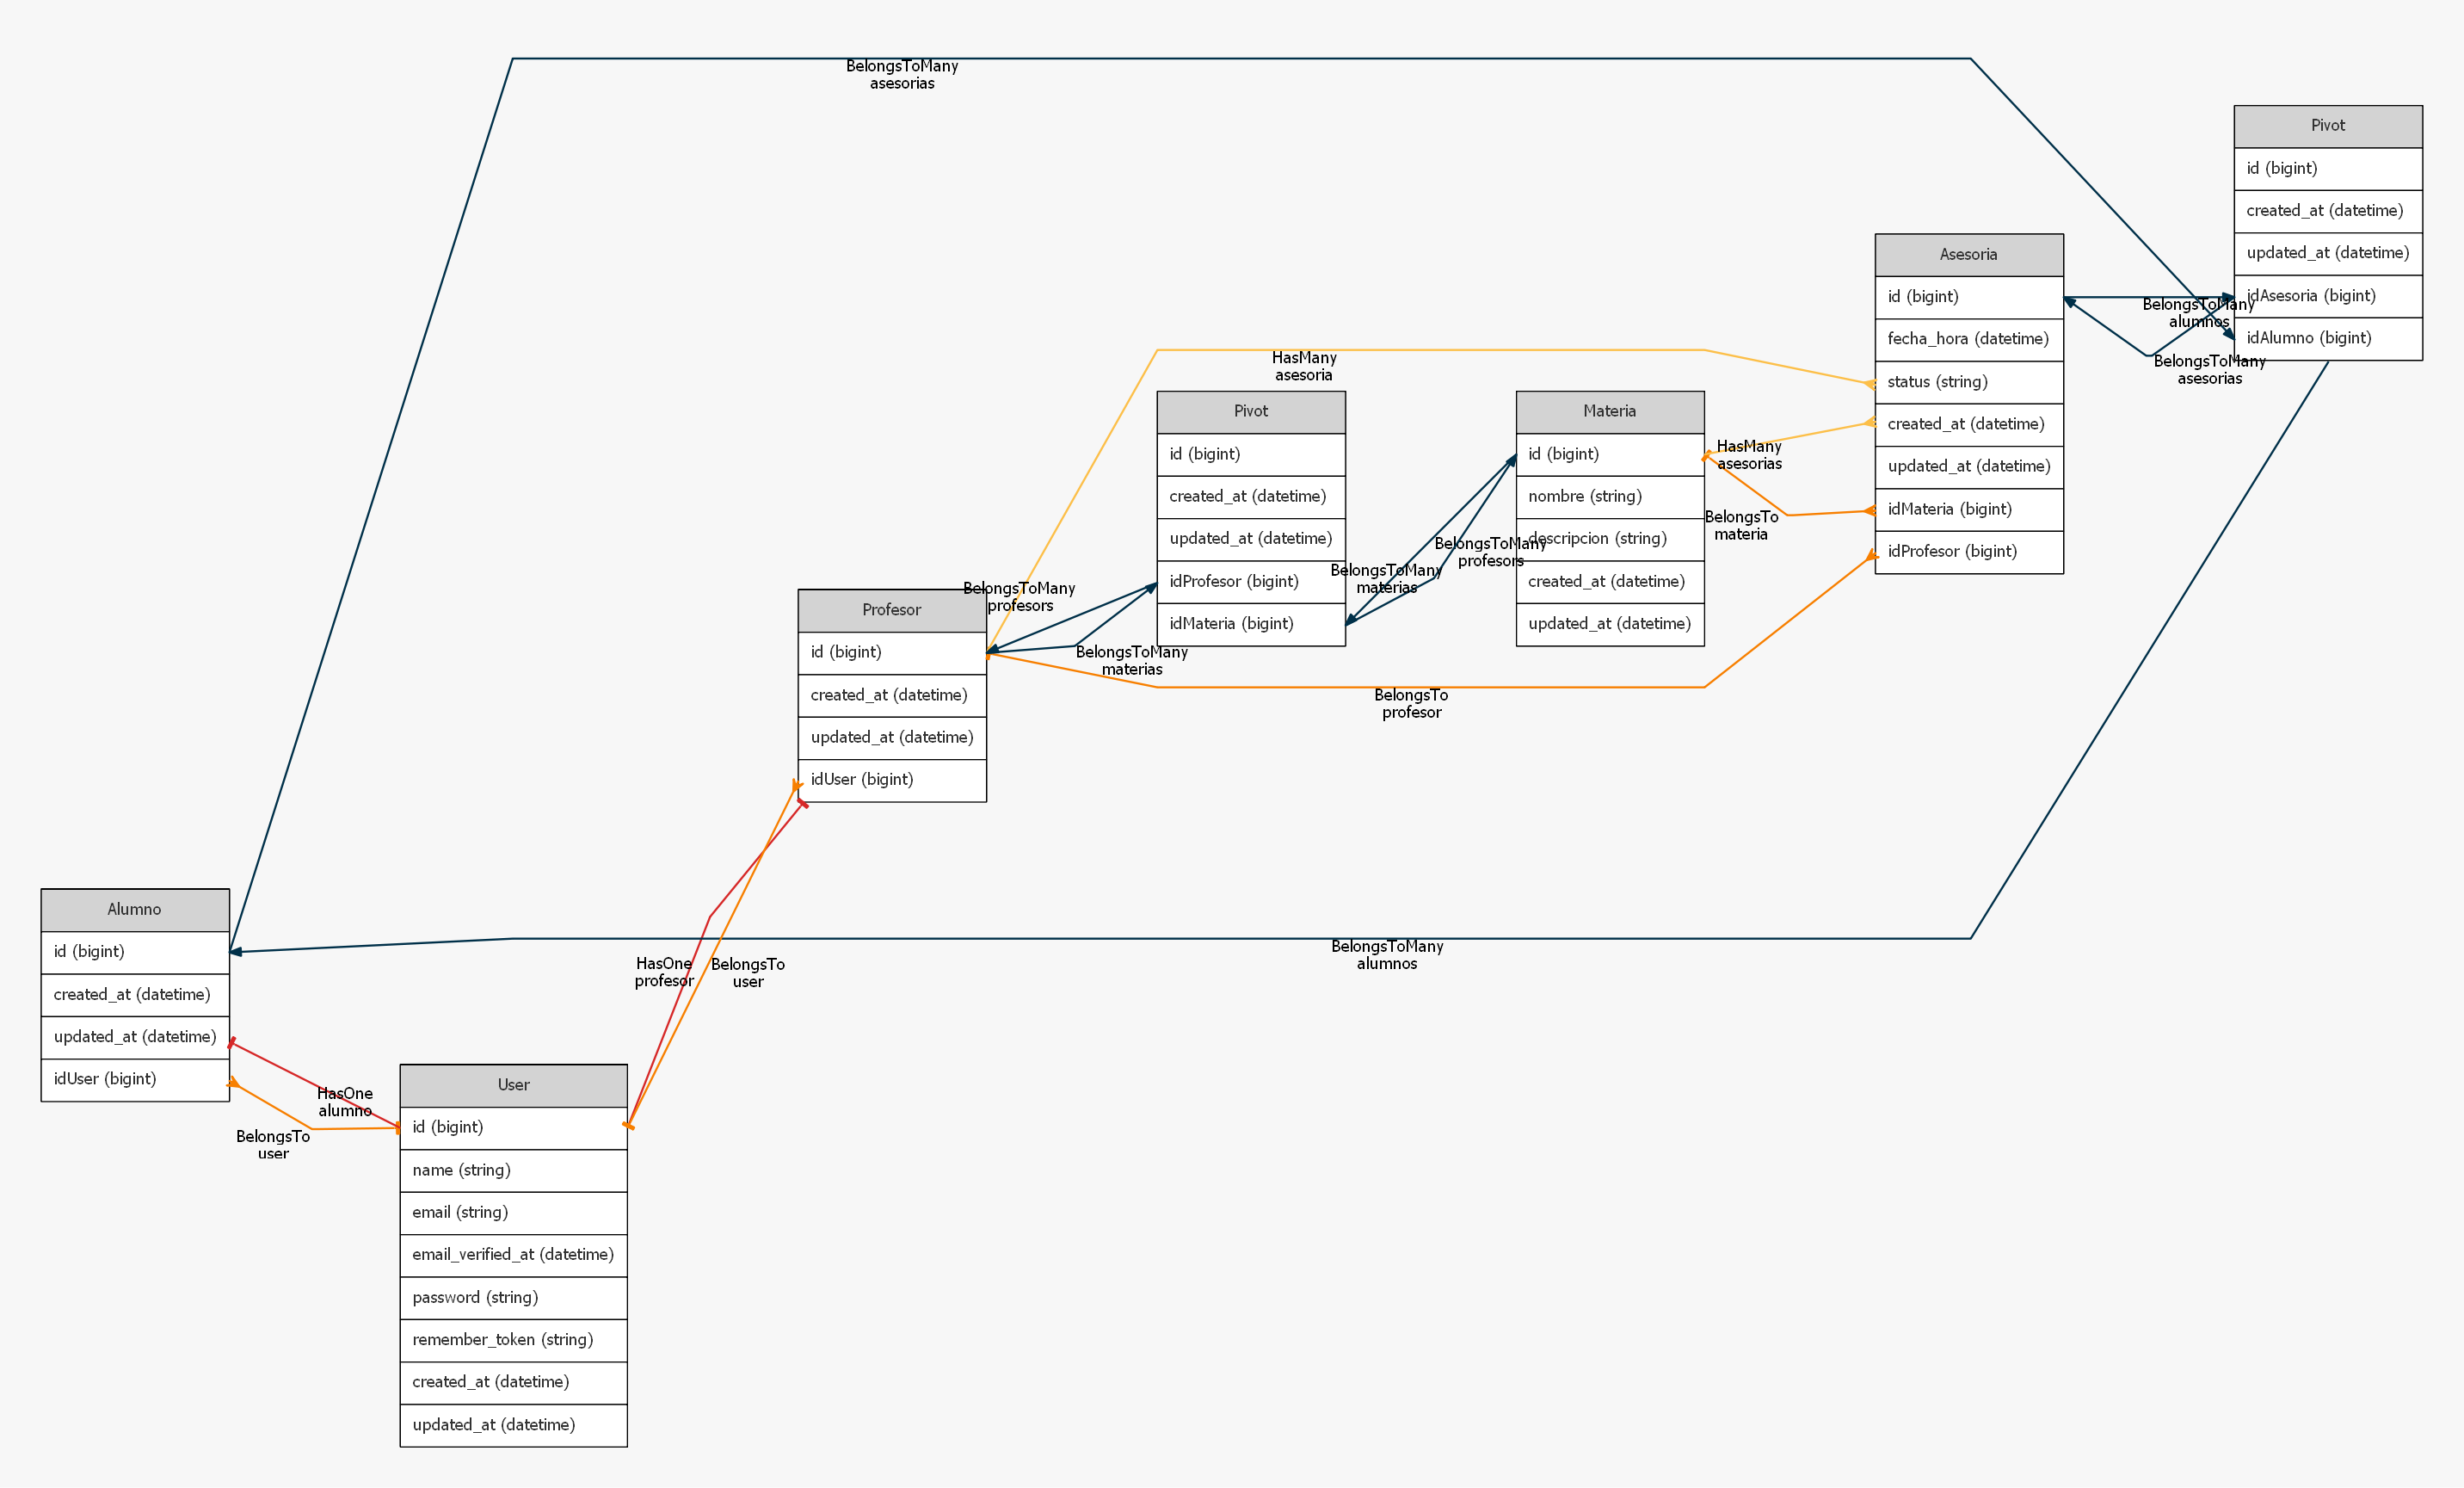 BelongsToMany
asesorias
Pivot
id (bigint)
created_at (datetime)
updated_at (datetime)
idAsesoria (bigint)
idAlumno (bigint)
BelongsToMany
alumnos
BelongsToMany
asesorias
Asesoria
id (bigint)
fecha_hora (datetime)
status (string)
created_at (datetime)
updated_at (datetime)
idMateria (bigint)
idProfesor (bigint)
HasMany
asesoria
Pivot
id (bigint)
created_at (datetime)
updated_at (datetime)
idProfesor (bigint)
idMateria (bigint)
Materia
id (bigint)
nombre (string)
descripcion (string)
created_at (datetime)
updated_at (datetime)
HasMany
asesorias
BelongsTo
materia
BelongsToMany
profesors
BelongsToMany
materias
BelongsToMany
profesors
BelongsToMany
materias
BelongsTo
profesor
Profesor
id (bigint)
created_at (datetime)
updated_at (datetime)
idUser (bigint)
HasOne
profesor
BelongsTo
user
BelongsToMany
alumnos
Alumno
id (bigint)
created_at (datetime)
updated_at (datetime)
idUser (bigint)
HasOne
alumno
BelongsTo
user
User
id (bigint)
name (string)
email (string)
email_verified_at (datetime)
password (string)
remember_token (string)
created_at (datetime)
updated_at (datetime)